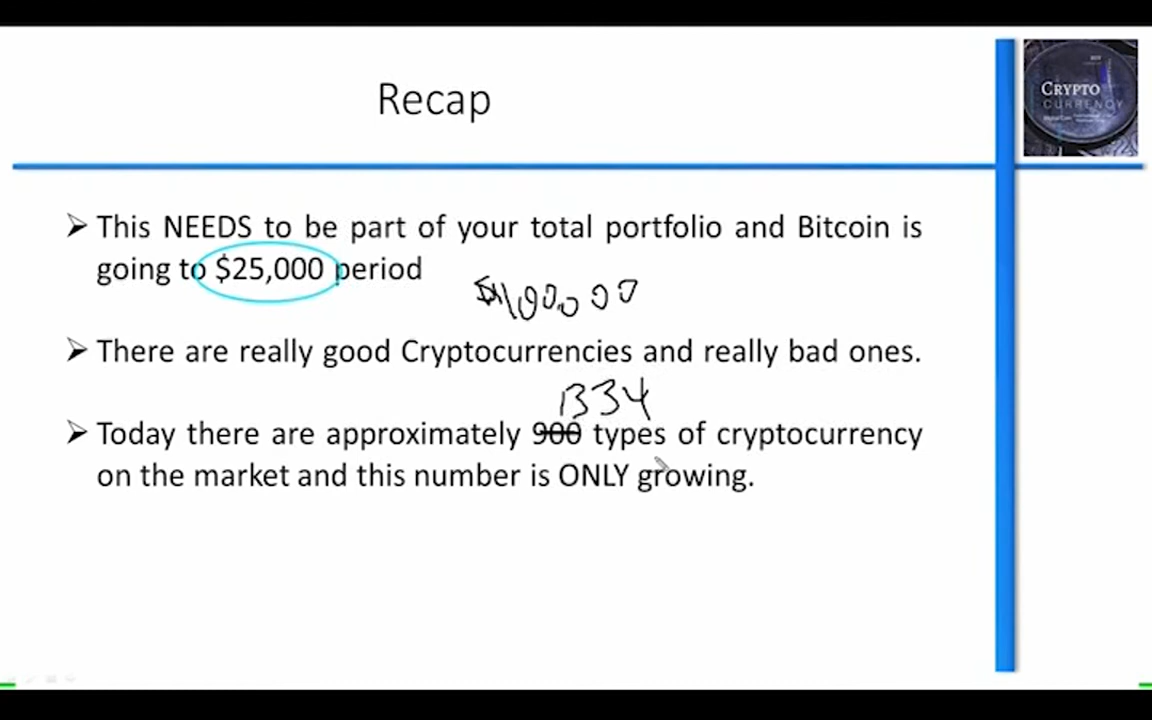 Recap
CRYPTO
CURRENCY
➢ This NEEDS to be part of your total portfolio and Bitcoin is
going to $25,000 period
$100,000
➢ There are really good Cryptocurrencies and really bad ones.
1334
➢ Today there are approximately 900 types of cryptocurrency
on the market and this number is ONLY growing.